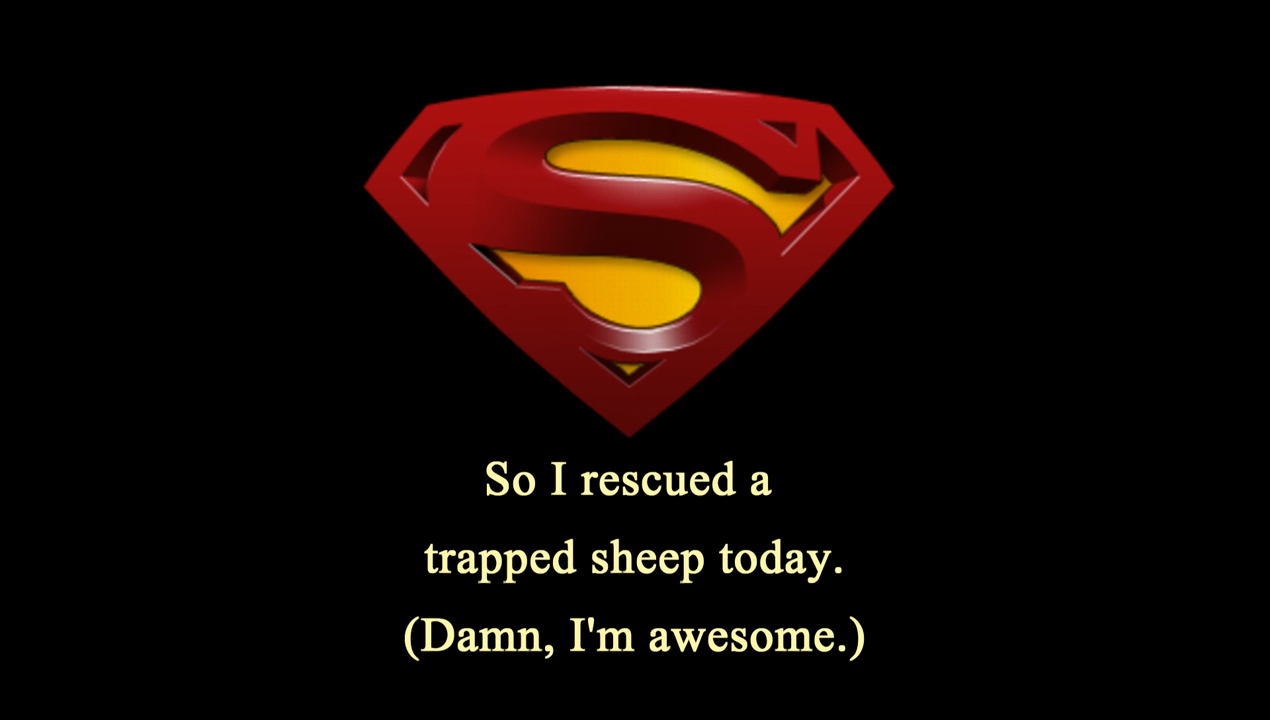 S
So I rescued a
trapped sheep today.
(Damn, I'm awesome.)